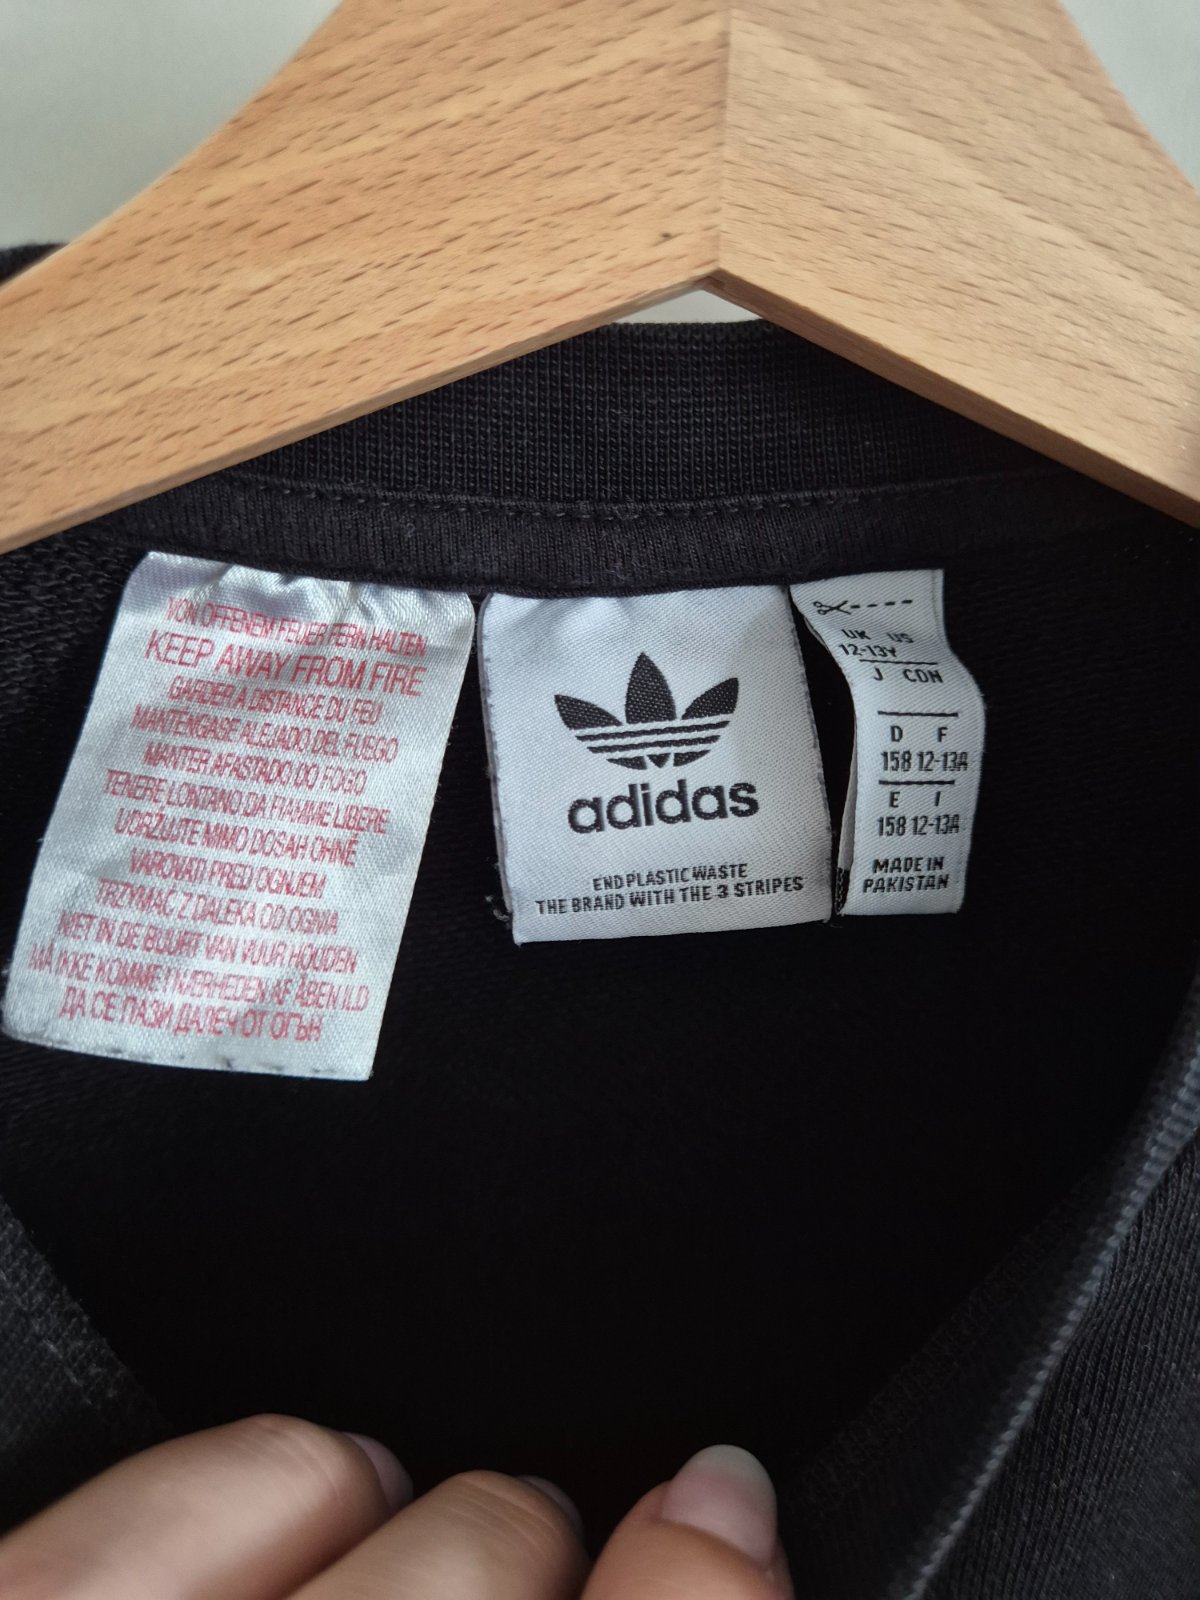 VON OFFENEM FEUER FERN HALTEN
KEEP AWAY FROM FIRE
GARDER A DISTANCE DU FEU
MANTENGASE ALEJADO DEL FUEGO
MANTER AFASTADO DO FOGO
TENERE LONTANO DA FIAMME LIBERE
UDRŽUJTE MIMO DOSAH OHNĚ
VAROVATI PRED OGNJEM
TRZYMAĆ Z DALEKA OD OGNIA
NIET IN DE BUURT VAN VUUR HOUDEN
MÅ IKKE KOMME I NÆRHEDEN AF ÅBEN ILD
ДА СЕ ПАЗИ ДАЛЕЧ ОТ ОГЪН
adidas
END PLASTIC WASTE
THE BRAND WITH THE 3 STRIPES
UK US
12-13Y
J CDN
D F
158 12-13A
E I
158 12-13A
MADE IN
PAKISTAN